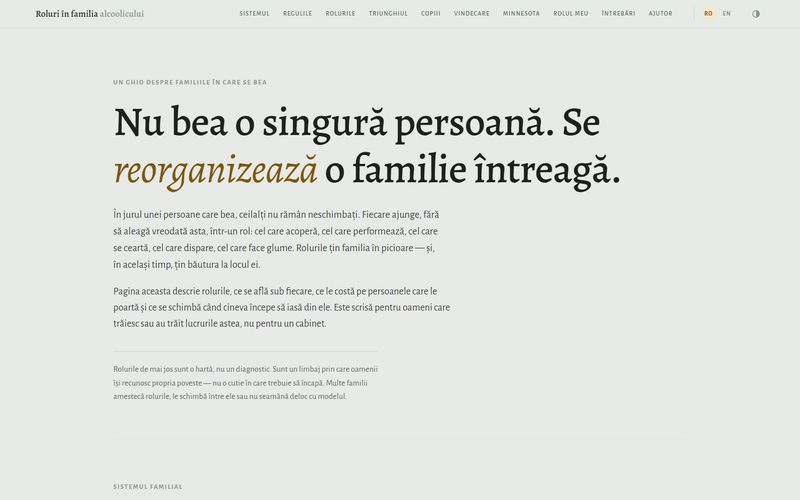 Roluri în familia alcoolicului
SISTEMUL REGULILE ROLURILE TRIUNGHIUL COPIII VINDECARE MINNESOTA ROLUL MEU ÎNTREBĂRI AJUTOR RO EN
UN GHID DESPRE FAMILIILE ÎN CARE SE BEA
Nu bea o singură persoană. Se
reorganizează o familie întreagă.
În jurul unei persoane care bea, ceilalți nu rămân neschimbați. Fiecare ajunge, fără
să aleagă vreodată asta, într-un rol: cel care acoperă, cel care performează, cel care
se ceartă, cel care dispare, cel care face glume. Rolurile țin familia în picioare — și,
în același timp, țin băutura la locul ei.
Pagina aceasta descrie rolurile, ce se află sub fiecare, ce le costă pe persoanele care le
poartă și ce se schimbă când cineva începe să iasă din ele. Este scrisă pentru oameni care
trăiesc sau au trăit lucrurile astea, nu pentru un cabinet.
Rolurile de mai jos sunt o hartă, nu un diagnostic. Sunt un limbaj prin care oamenii
își recunosc propria poveste — nu o cutie în care trebuie să încapă. Multe familii
amestecă rolurile, le schimbă între ele sau nu seamănă deloc cu modelul.
SISTEMUL FAMILIAL